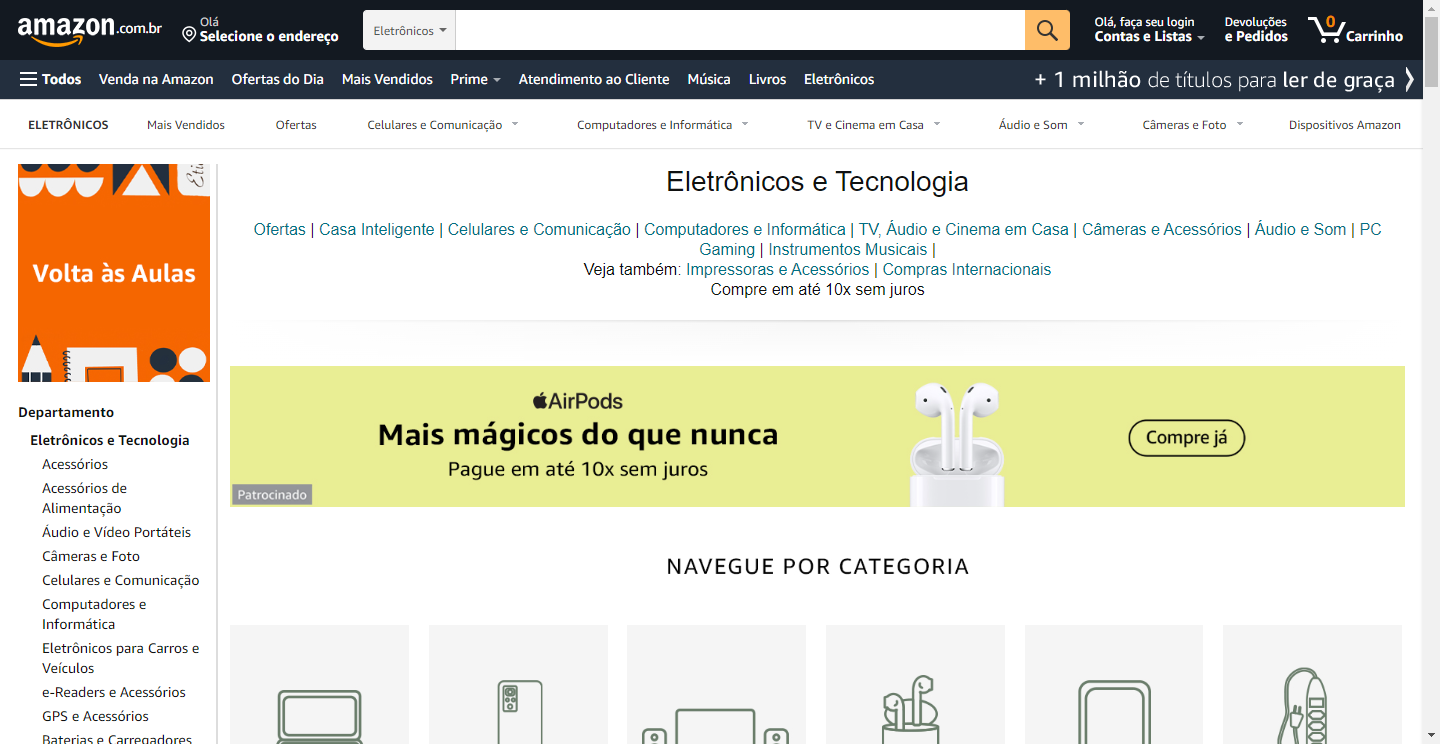 amazon.com.br
Olá
Selecione o endereço
Eletrônicos
Olá, faça seu login
Contas e Listas
Devoluções
e Pedidos
0
Carrinho
Todos
Venda na Amazon
Ofertas do Dia
Mais Vendidos
Prime
Atendimento ao Cliente
Música
Livros
Eletrônicos
+ 1 milhão de títulos para ler de graça
ELETRÔNICOS
Mais Vendidos
Ofertas
Celulares e Comunicação
Computadores e Informática
TV e Cinema em Casa
Áudio e Som
Câmeras e Foto
Dispositivos Amazon
Volta às Aulas
Departamento
Eletrônicos e Tecnologia
Acessórios
Acessórios de
Alimentação
Áudio e Vídeo Portáteis
Câmeras e Foto
Celulares e Comunicação
Computadores e
Informática
Eletrônicos para Carros e
Veículos
e-Readers e Acessórios
GPS e Acessórios
Baterias e Carregadores
Eletrônicos e Tecnologia
Ofertas | Casa Inteligente | Celulares e Comunicação | Computadores e Informática | TV, Áudio e Cinema em Casa | Câmeras e Acessórios | Áudio e Som | PC
Gaming | Instrumentos Musicais |
Veja também: Impressoras e Acessórios | Compras Internacionais
Compre em até 10x sem juros
AirPods
Mais mágicos do que nunca
Pague em até 10x sem juros
Compre já
Patrocinado
NAVEGUE POR CATEGORIA